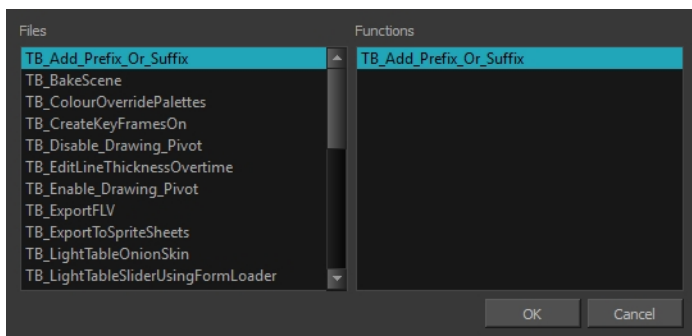 Files
Functions
TB_Add_Prefix_Or_Suffix
TB_Add_Prefix_Or_Suffix
TB_BakeScene
TB_ColourOverridePalettes
TB_CreateKeyFramesOn
TB_Disable_Drawing_Pivot
TB_EditLineThicknessOvertime
TB_Enable_Drawing_Pivot
TB_ExportFLV
TB_ExportToSpriteSheets
TB_LightTableOnionSkin
TB_LightTableSliderUsingFormLoader
OK
Cancel